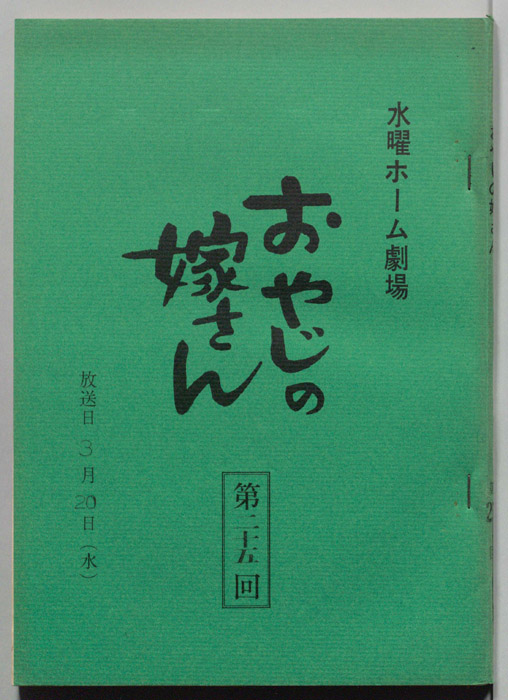 水曜ホーム劇場
おやじの
嫁さん
第二十五回
放送日 3月20日(水)